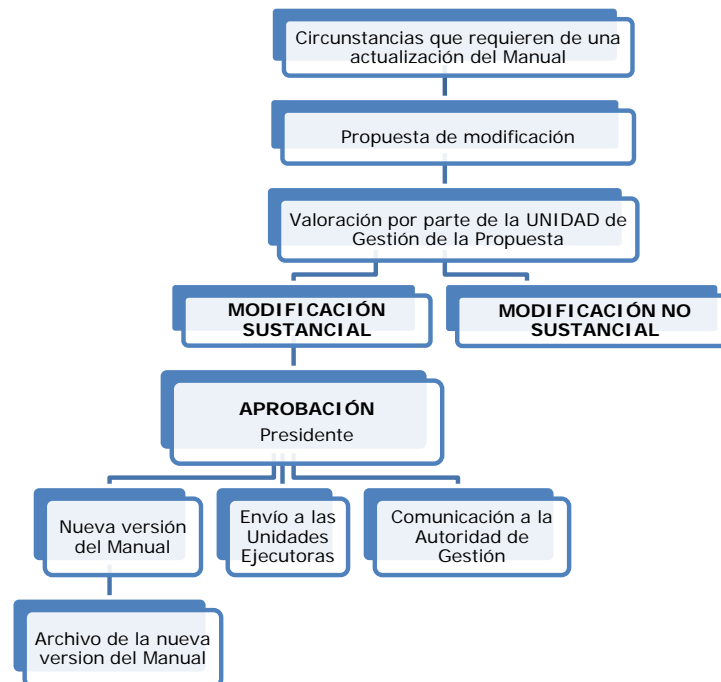 Circunstancias que requieren de una
actualización del Manual
Propuesta de modificación
Valoración por parte de la UNIDAD de
Gestión de la Propuesta
MODIFICACIÓN
SUSTANCIAL
MODIFICACIÓN NO
SUSTANCIAL
APROBACIÓN
Presidente
Nueva versión
del Manual
Envío a las
Unidades
Ejecutoras
Comunicación a la
Autoridad de
Gestión
Archivo de la nueva
version del Manual